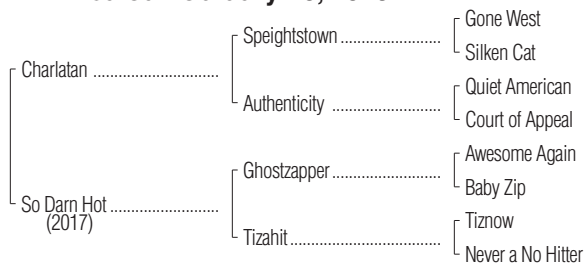 Gone West
Speightstown
Silken Cat
Charlatan
Quiet American
Authenticity
Court of Appeal
Awesome Again
Ghostzapper
Baby Zip
So Darn Hot
(2017)
Tiznow
Tizahit
Never a No Hitter